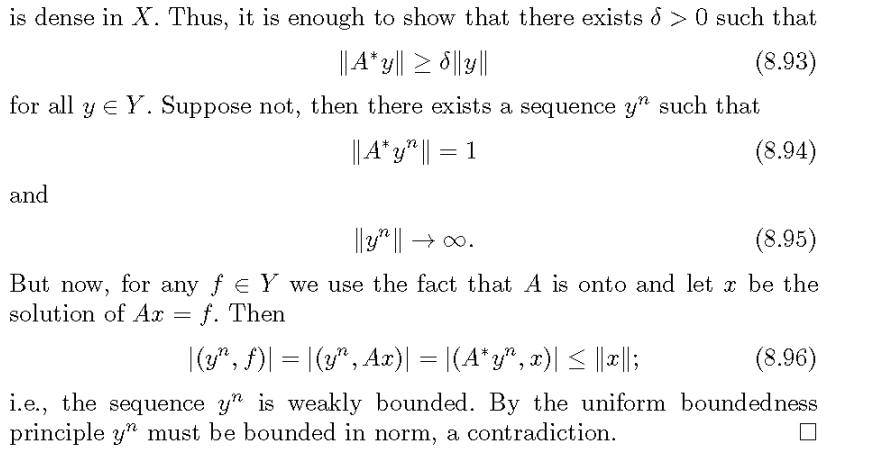 is dense in X. Thus, it is enough to show that there exists δ > 0 such that
‖A*y‖ ≥ δ‖y‖ (8.93)
for all y ∈ Y. Suppose not, then there exists a sequence yⁿ such that
‖A*yⁿ‖ = 1 (8.94)
and
‖yⁿ‖ → ∞. (8.95)
But now, for any f ∈ Y we use the fact that A is onto and let x be the
solution of Ax = f. Then
|(yⁿ, f)| = |(yⁿ, Ax)| = |(A*yⁿ, x)| ≤ ‖x‖; (8.96)
i.e., the sequence yⁿ is weakly bounded. By the uniform boundedness
principle yⁿ must be bounded in norm, a contradiction. □